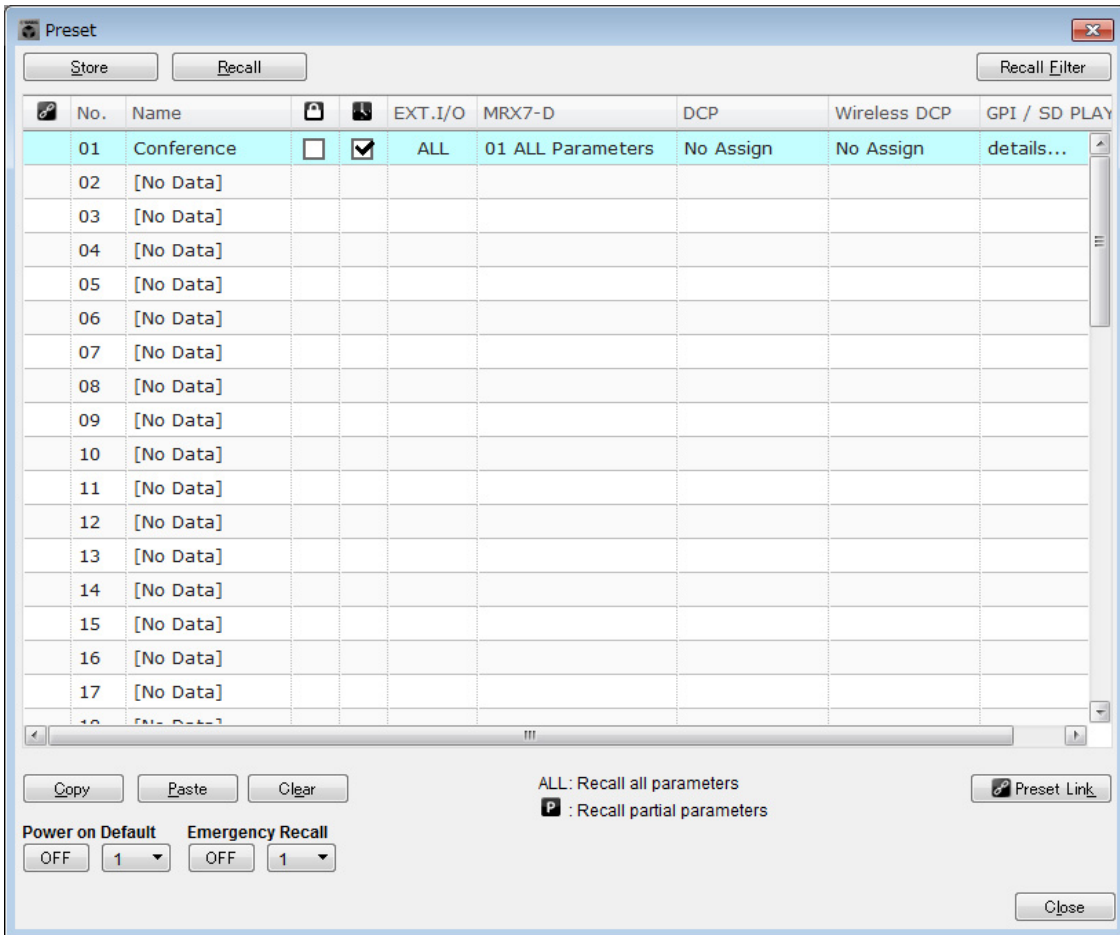 Preset
Store Recall Recall Filter
No. Name EXT.I/O MRX7-D DCP Wireless DCP GPI / SD PLAY
01 Conference ALL 01 ALL Parameters No Assign No Assign details...
02 [No Data]
03 [No Data]
04 [No Data]
05 [No Data]
06 [No Data]
07 [No Data]
08 [No Data]
09 [No Data]
10 [No Data]
11 [No Data]
12 [No Data]
13 [No Data]
14 [No Data]
15 [No Data]
16 [No Data]
17 [No Data]
Copy Paste Clear ALL: Recall all parameters Preset Link
P : Recall partial parameters
Power on Default Emergency Recall
OFF 1 OFF 1
Close